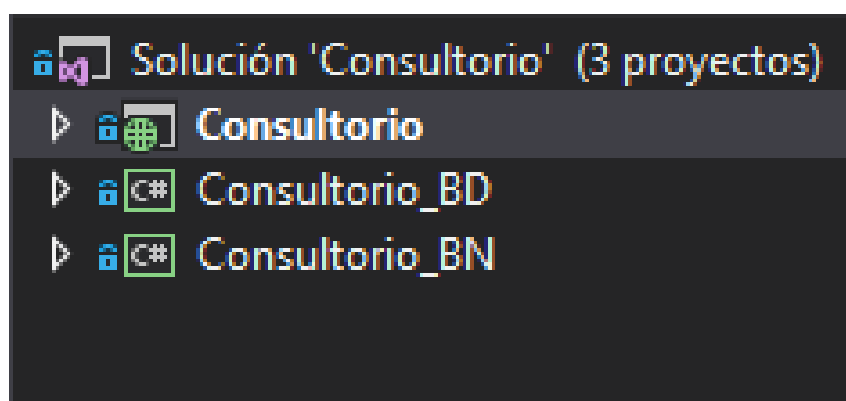 Solución 'Consultorio' (3 proyectos)
Consultorio
C# Consultorio_BD
C# Consultorio_BN